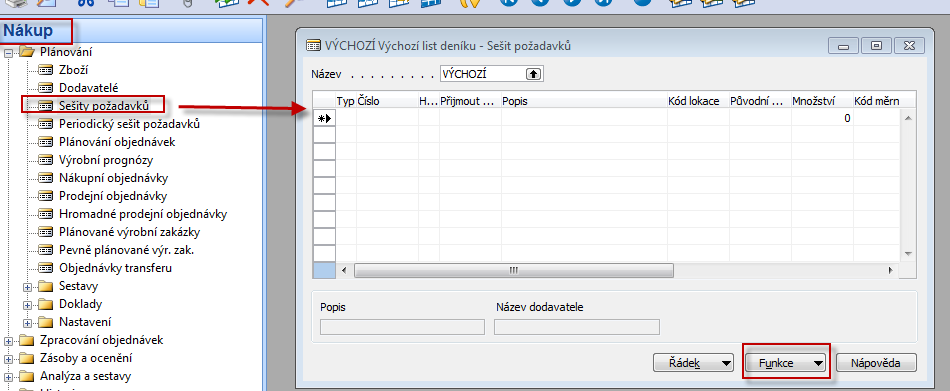 Nákup
Plánování
Zboží
Dodavatelé
Sešity požadavků
Periodický sešit požadavků
Plánování objednávek
Výrobní prognózy
Nákupní objednávky
Prodejní objednávky
Hromadné prodejní objednávky
Plánované výrobní zakázky
Pevně plánované výr. zak.
Objednávky transferu
Sestavy
Doklady
Nastavení
Zpracování objednávek
Zásoby a ocenění
Analýza a sestavy
VÝCHOZÍ Výchozí list deníku - Sešit požadavků
Název . . . . . . . . . VÝCHOZÍ
Typ Číslo H... Přijmout ... Popis Kód lokace Původní ... Množství Kód měrn
0
Popis Název dodavatele
Řádek Funkce Nápověda